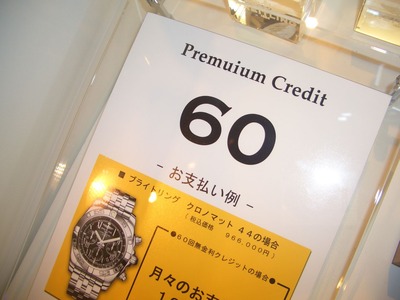 Premuium Credit
60
- お支払い例 -
■ ブライトリング クロノマット 44の場合
(税込価格 966,000円)
●60回無金利クレジットの場合●
月々のお支